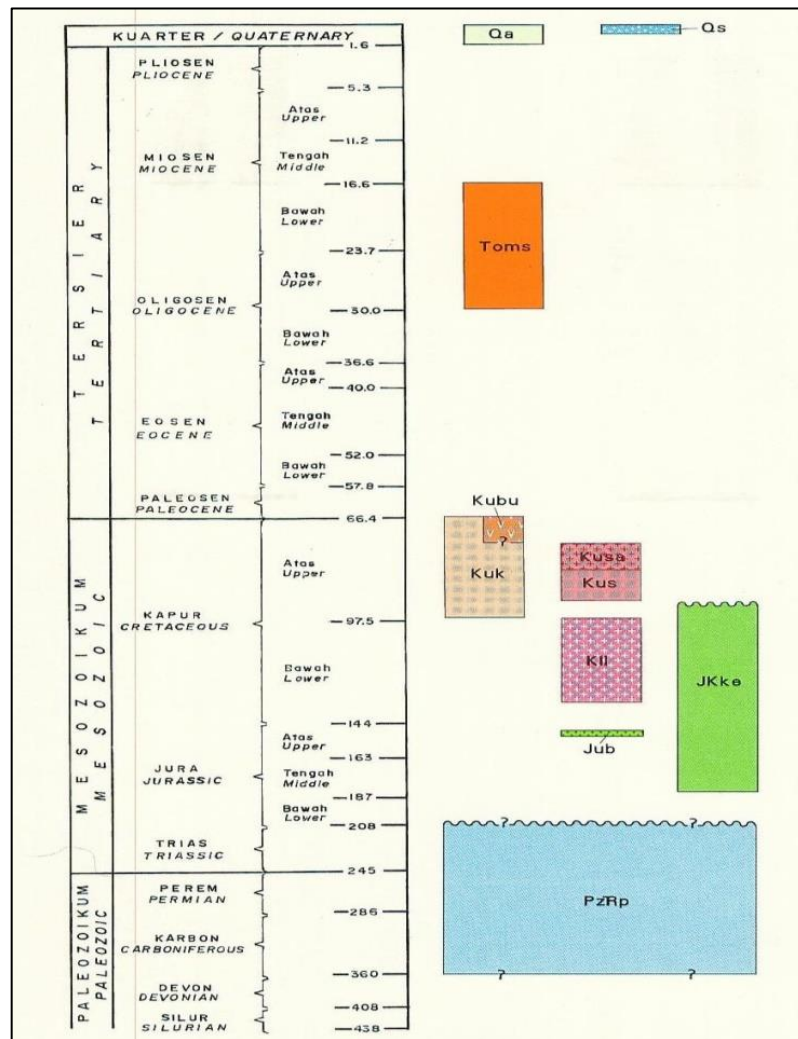 KUARTER / QUATERNARY
Qa
Qs
1.6
PLIOSEN
PLIOCENE
5.3
Atas
Upper
11.2
MIOSEN
MIOCENE
Tengah
Middle
16.6
Bawah
Lower
23.7
Toms
Atas
Upper
OLIGOSEN
OLIGOCENE
30.0
Bawah
Lower
36.6
Atas
Upper
40.0
EOSEN
EOCENE
Tengah
Middle
52.0
Bawah
Lower
57.8
PALEOSEN
PALEOCENE
66.4
TERSIER
TERTIARY
Kubu
V V
V V
?
Kuk
Kusa
Kus
Atas
Upper
KAPUR
CRETACEOUS
97.5
Kll
JKke
Bawah
Lower
144
Atas
Upper
Jub
163
JURA
JURASSIC
Tengah
Middle
187
Bawah
Lower
208
? ?
TRIAS
TRIASSIC
245
MESOZOIKUM
MESOZOIC
PEREM
PERMIAN
286
PzTRp
KARBON
CARBONIFEROUS
360
? ?
DEVON
DEVONIAN
408
SILUR
SILURIAN
438
PALEOZOIKUM
PALEOZOIC